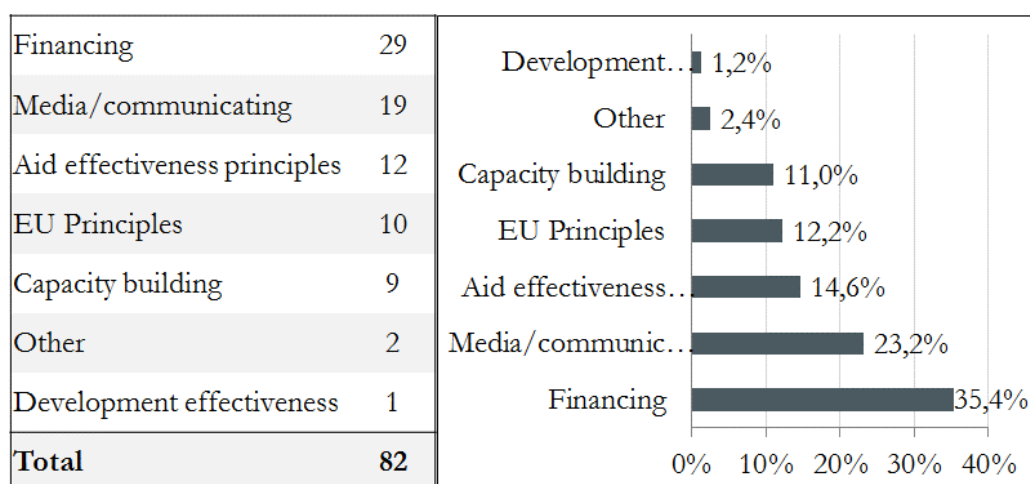 Financing 29
Media/communicating 19
Aid effectiveness principles 12
EU Principles 10
Capacity building 9
Other 2
Development effectiveness 1
Total 82
Development… 1,2%
Other 2,4%
Capacity building 11,0%
EU Principles 12,2%
Aid effectiveness… 14,6%
Media/communic… 23,2%
Financing 35,4%
0% 10% 20% 30% 40%